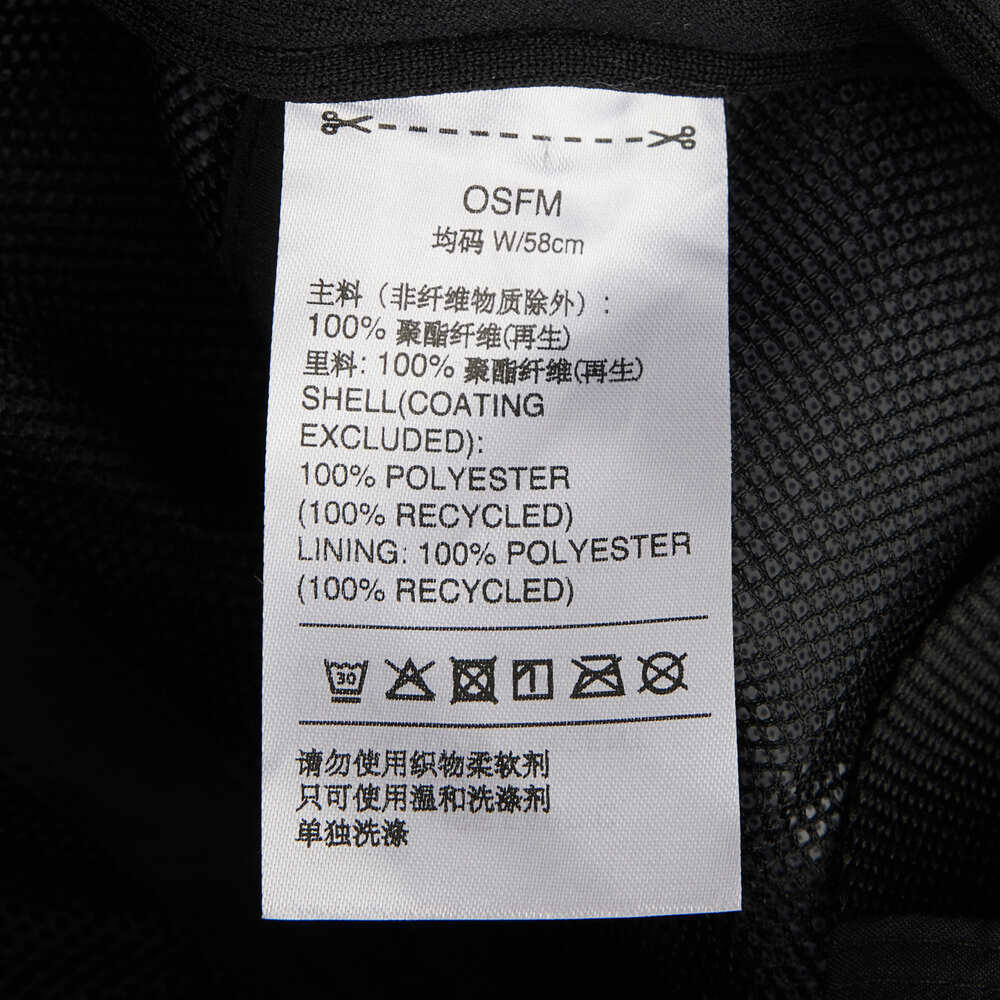 OSFM
均码 W/58cm
主料（非纤维物质除外）:
100% 聚酯纤维(再生)
里料: 100% 聚酯纤维(再生)
SHELL(COATING
EXCLUDED):
100% POLYESTER
(100% RECYCLED)
LINING: 100% POLYESTER
(100% RECYCLED)
30
请勿使用织物柔软剂
只可使用温和洗涤剂
单独洗涤